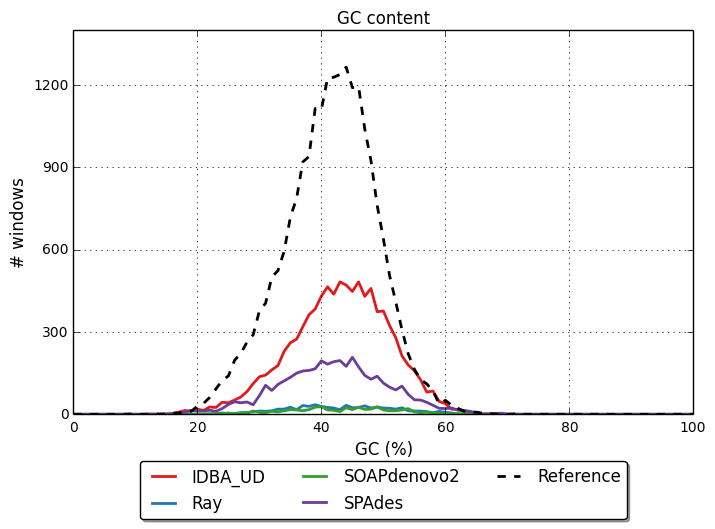 GC content
1200
900
600
300
0
# windows
0 20 40 60 80 100
GC (%)
IDBA_UD SOAPdenovo2 Reference
Ray SPAdes